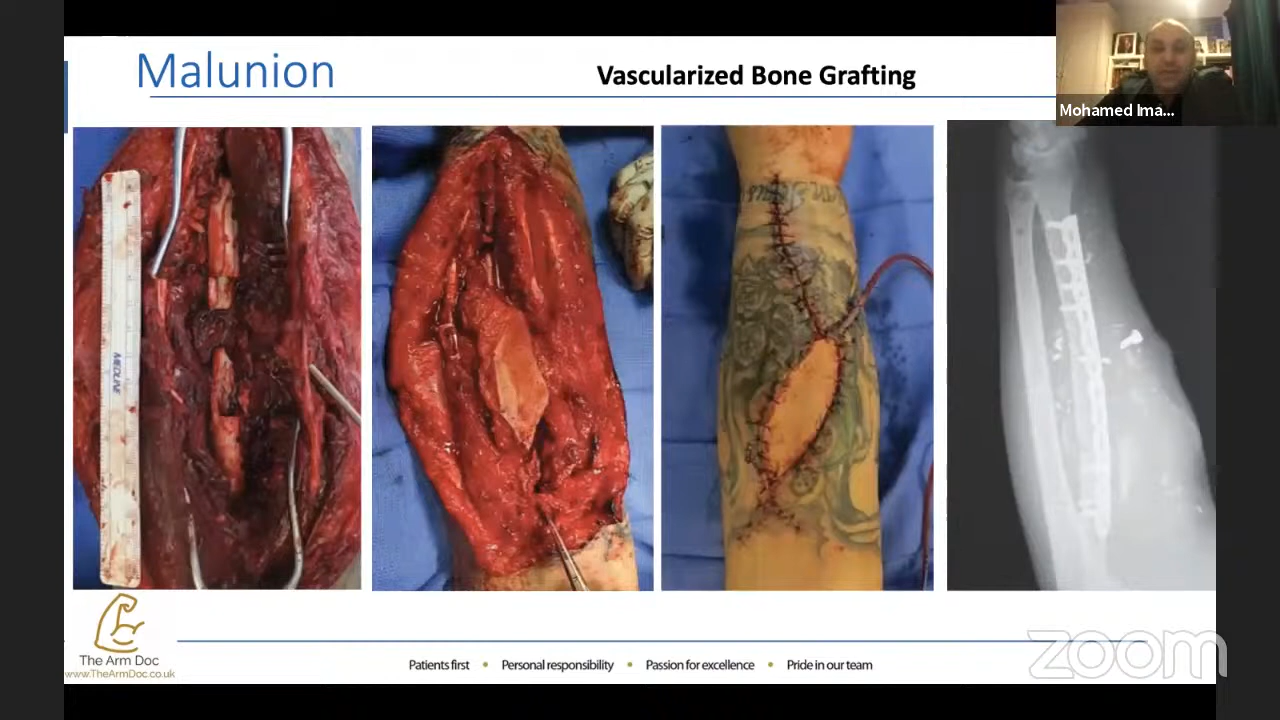 Malunion
Vascularized Bone Grafting
Mohamed Ima...
MEDLINE
The Arm Doc
www.TheArmDoc.co.uk
Patients first • Personal responsibility • Passion for excellence • Pride in our team
zoom